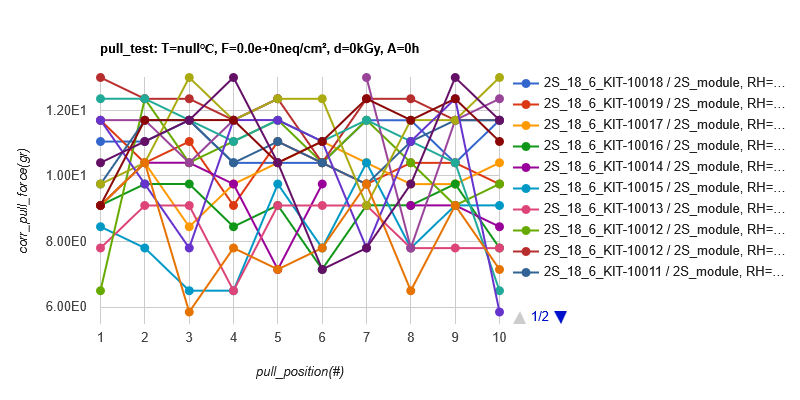 pull_test: T=null°C, F=0.0e+0neq/cm², d=0kGy, A=0h
1.20E1
1.00E1
8.00E0
6.00E0
corr_pull_force(gr)
1 2 3 4 5 6 7 8 9 10
pull_position(#)
2S_18_6_KIT-10018 / 2S_module, RH=…
2S_18_6_KIT-10019 / 2S_module, RH=…
2S_18_6_KIT-10017 / 2S_module, RH=…
2S_18_6_KIT-10016 / 2S_module, RH=…
2S_18_6_KIT-10014 / 2S_module, RH=…
2S_18_6_KIT-10015 / 2S_module, RH=…
2S_18_6_KIT-10013 / 2S_module, RH=…
2S_18_6_KIT-10012 / 2S_module, RH=…
2S_18_6_KIT-10012 / 2S_module, RH=…
2S_18_6_KIT-10011 / 2S_module, RH=…
1/2